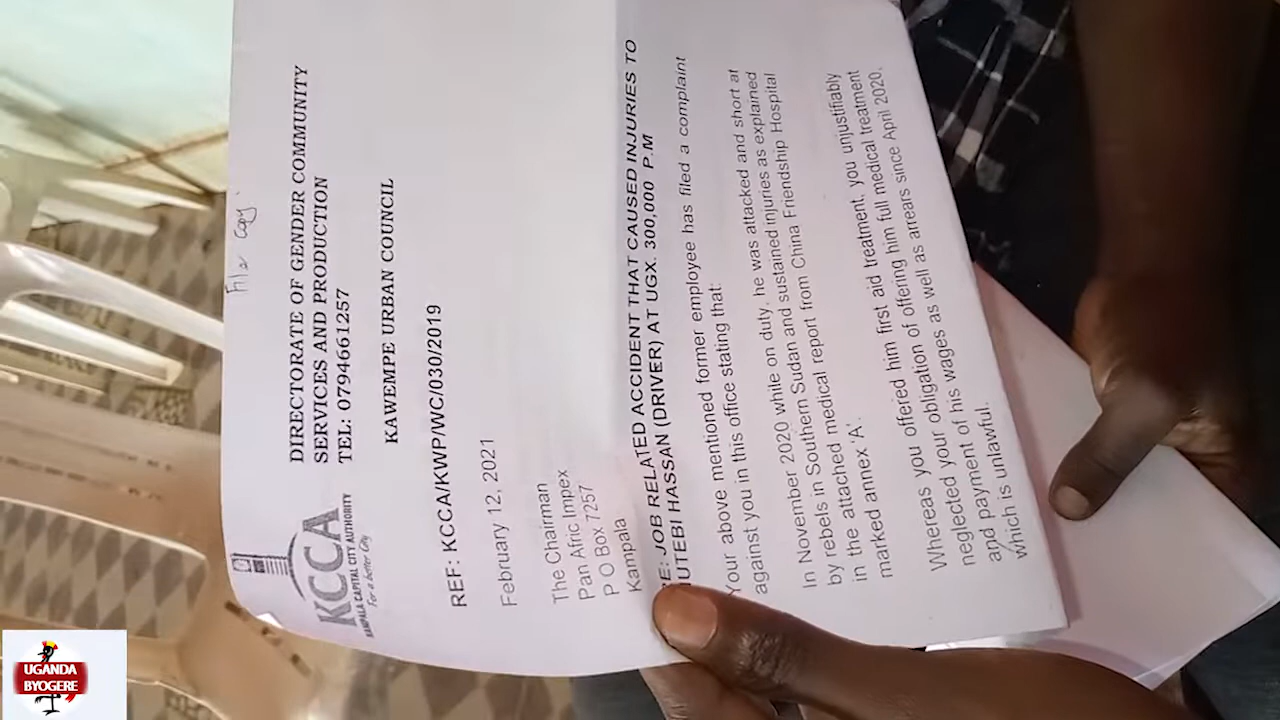 File Copy
KCCA
KAMPALA CAPITAL CITY AUTHORITY
For a better City
DIRECTORATE OF GENDER COMMUNITY
SERVICES AND PRODUCTION
TEL: 0794661257
KAWEMPE URBAN COUNCIL
REF: KCCA/KWPWC/030/2019
February 12, 2021
The Chairman
Pan Afric Impex
P O Box 7257
Kampala
E: JOB RELATED ACCIDENT THAT CAUSED INJURIES TO
UTEBI HASSAN (DRIVER) AT UGX. 300,000 P.M
Your above mentioned former employee has filed a complaint
against you in this office stating that:
In November 2020 while on duty, he was attacked and short at
by rebels in Southern Sudan and sustained injuries as explained
in the attached medical report from China Friendship Hospital
marked annex 'A'.
Whereas you offered him first aid treatment, you unjustifiably
neglected your obligation of offering him full medical treatment
and payment of his wages as well as arrears since April 2020,
which is unlawful.
UGANDA
BYOGERE